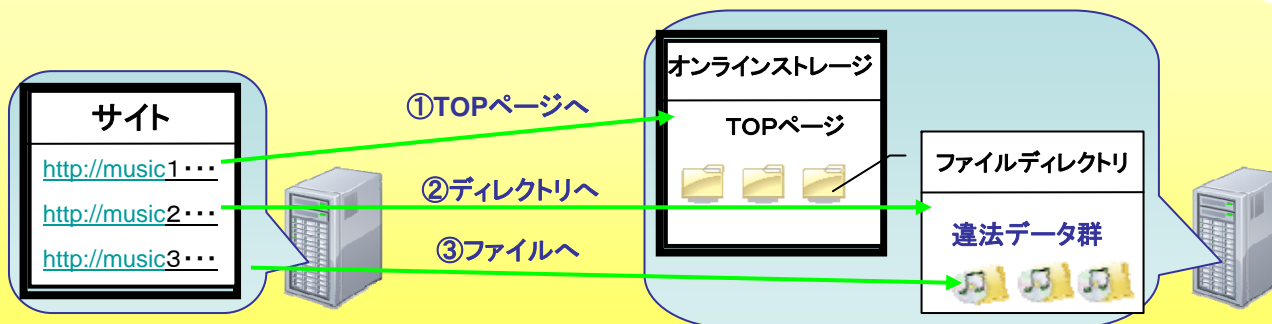 サイト
http://music１・・・
http://music２・・・
http://music３・・・
①TOPページへ
②ディレクトリへ
③ファイルへ
オンラインストレージ
TOPページ
ファイルディレクトリ
違法データ群